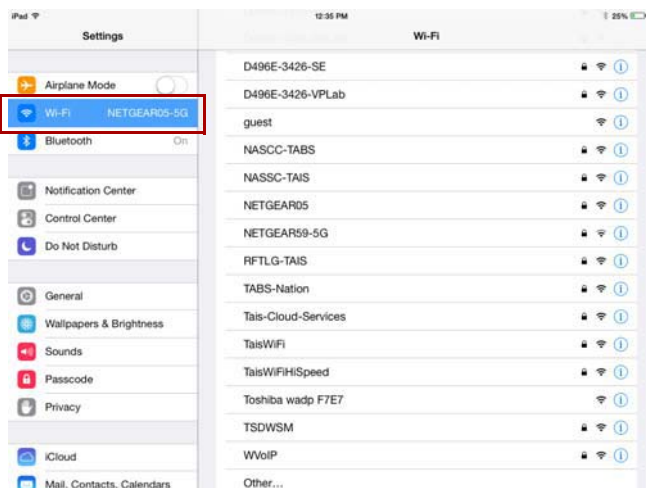 iPad
12:35 PM
25%
Settings
Wi-Fi
Airplane Mode
Wi-Fi NETGEAR05-5G
Bluetooth On
Notification Center
Control Center
Do Not Disturb
General
Wallpapers & Brightness
Sounds
Passcode
Privacy
iCloud
Mail, Contacts, Calendars
D496E-3426-SE
D496E-3426-VPLab
guest
NASCC-TABS
NASSC-TAIS
NETGEAR05
NETGEAR59-5G
RFTLG-TAIS
TABS-Nation
Tais-Cloud-Services
TaisWiFi
TaisWiFiHiSpeed
Toshiba wadp F7E7
TSDWSM
WVoIP
Other...